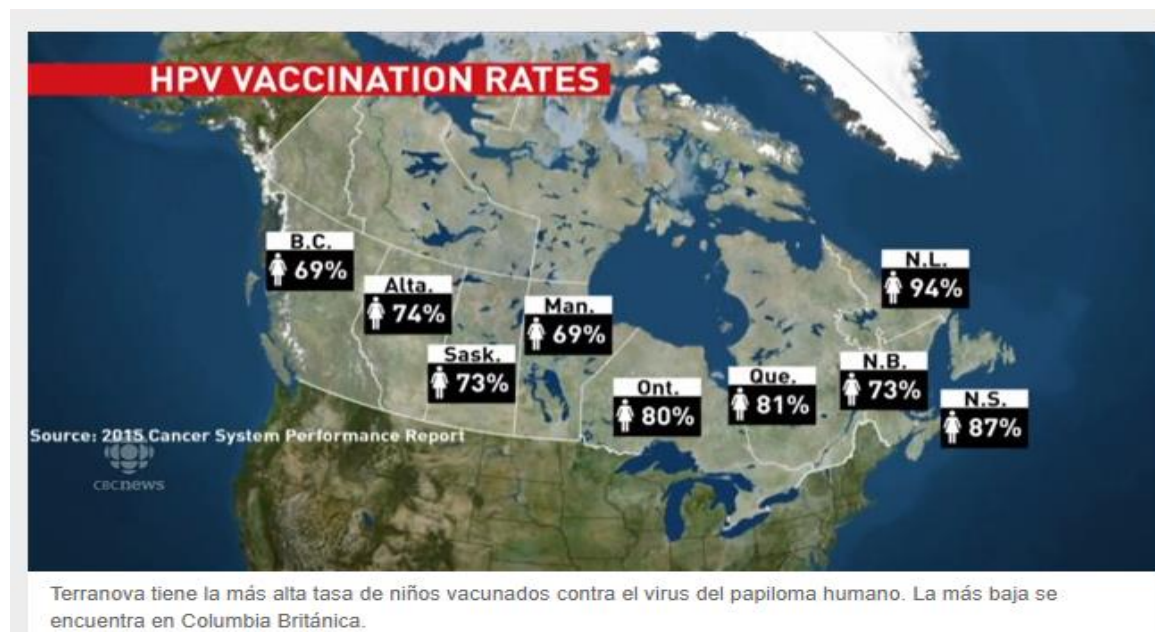 HPV VACCINATION RATES
B.C.
69%
Alta.
74%
Sask.
73%
Man.
69%
Ont.
80%
Que.
81%
N.B.
73%
N.L.
94%
N.S.
87%
Source: 2015 Cancer System Performance Report
CBCnews
Terranova tiene la más alta tasa de niños vacunados contra el virus del papiloma humano. La más baja se
encuentra en Columbia Británica.